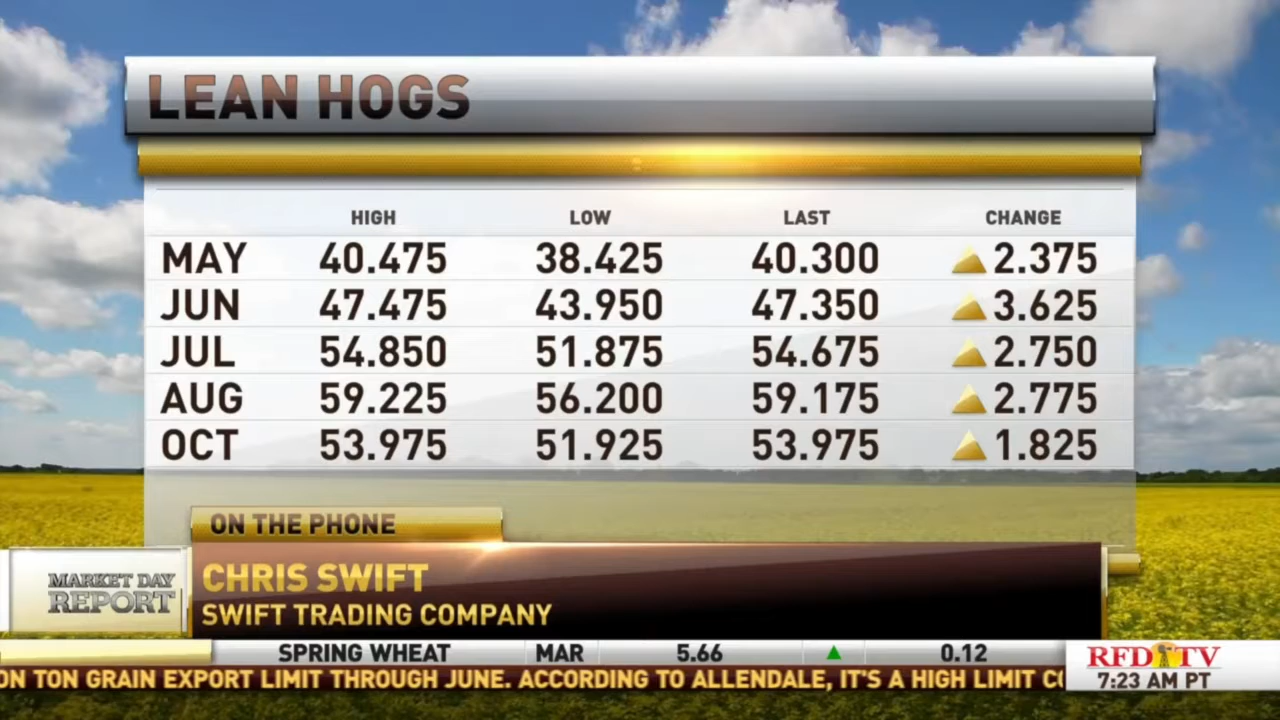 LEAN HOGS
HIGH LOW LAST CHANGE
MAY 40.475 38.425 40.300 2.375
JUN 47.475 43.950 47.350 3.625
JUL 54.850 51.875 54.675 2.750
AUG 59.225 56.200 59.175 2.775
OCT 53.975 51.925 53.975 1.825
ON THE PHONE
MARKET DAY
REPORT
CHRIS SWIFT
SWIFT TRADING COMPANY
SPRING WHEAT MAR 5.66 0.12
ON TON GRAIN EXPORT LIMIT THROUGH JUNE. ACCORDING TO ALLENDALE, IT'S A HIGH LIMIT
RFD TV
7:23 AM PT